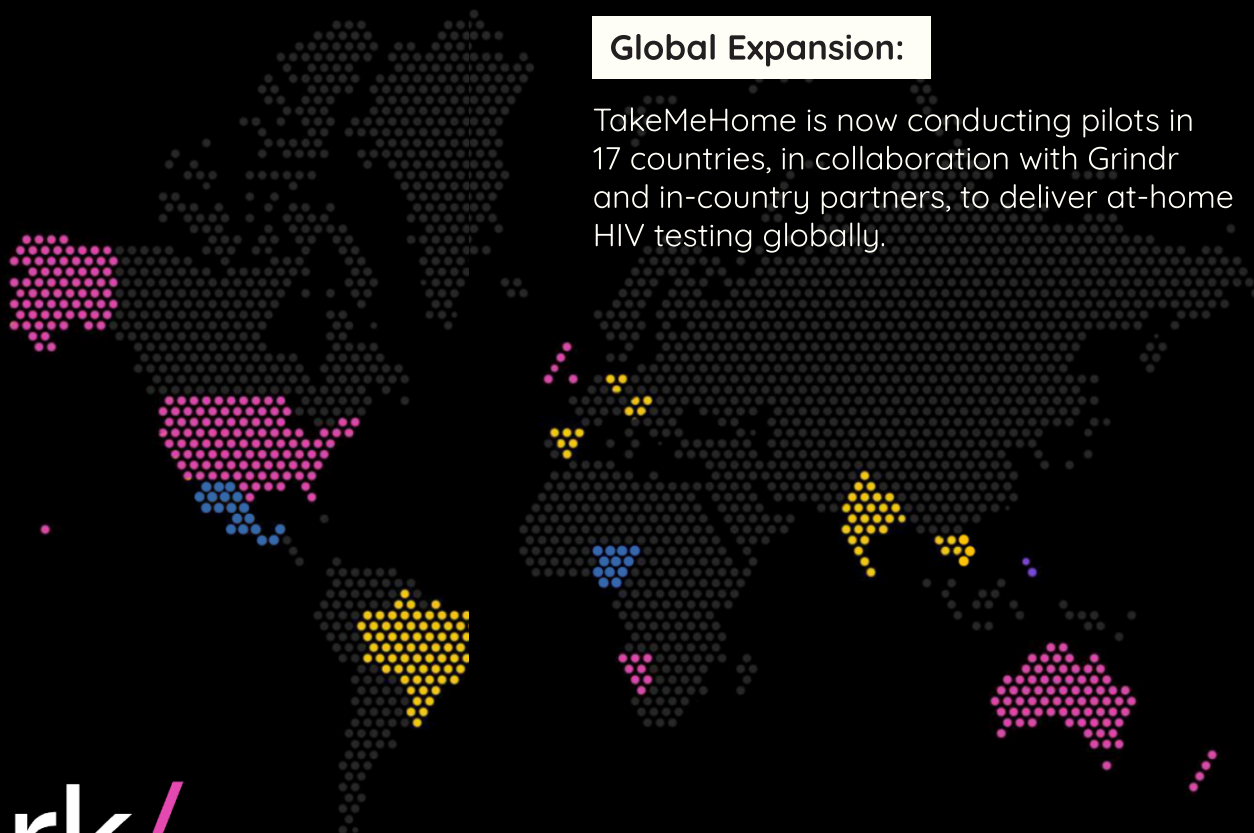 Global Expansion:
TakeMeHome is now conducting pilots in
17 countries, in collaboration with Grindr
and in-country partners, to deliver at-home
HIV testing globally.
rk/